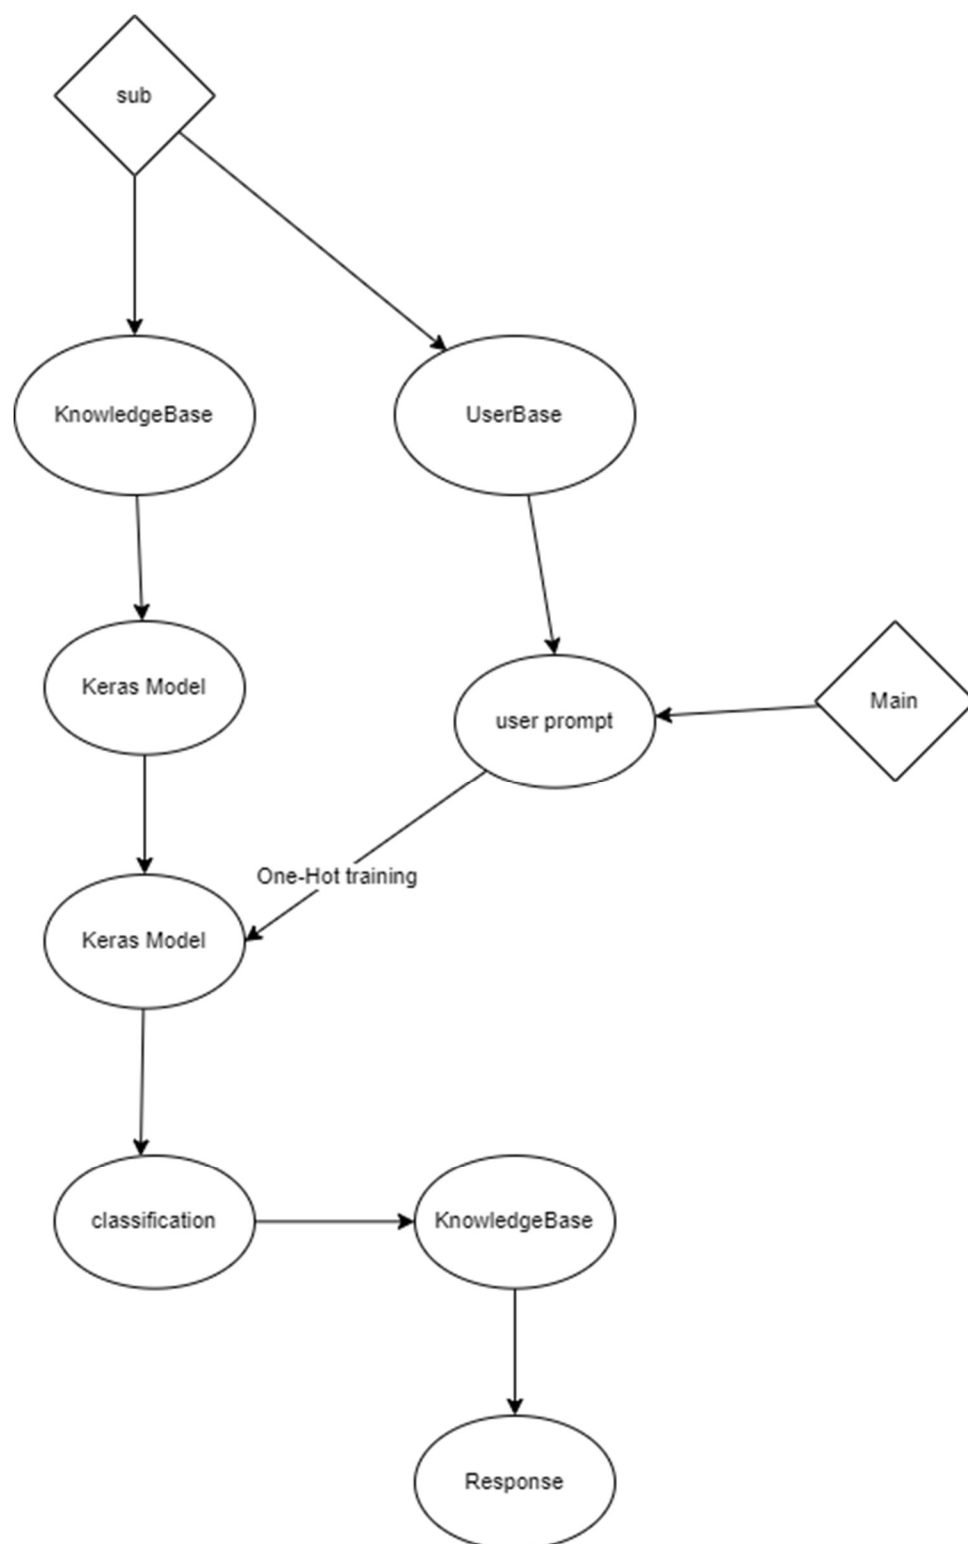 sub
KnowledgeBase
UserBase
Keras Model
user prompt
Main
One-Hot training
Keras Model
classification
KnowledgeBase
Response